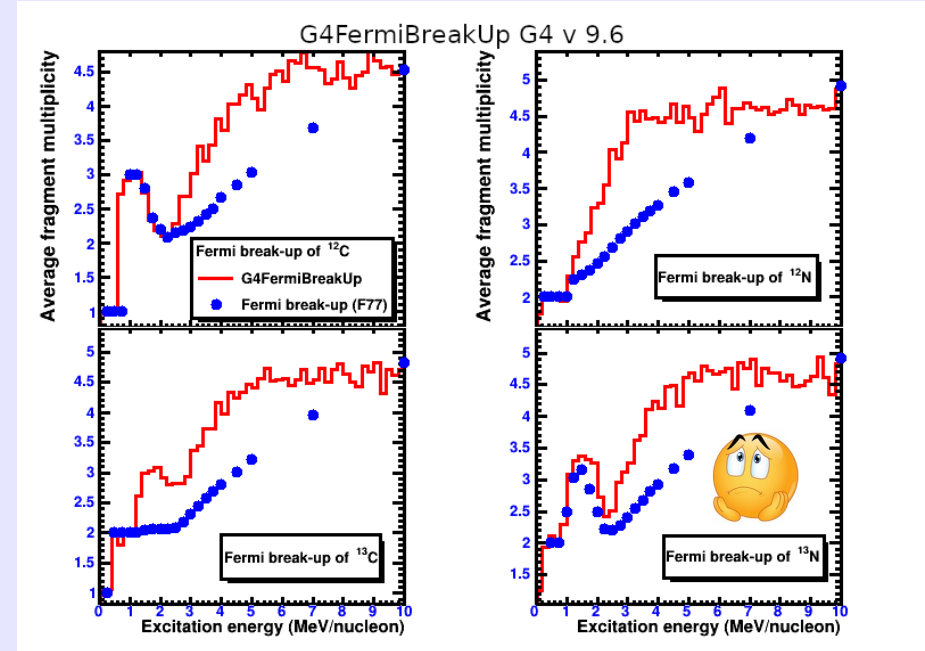 G4FermiBreakUp G4 v 9.6
Average fragment multiplicity
4.5
4
3.5
3
2.5
2
1.5
1
Fermi break-up of ¹²C
G4FermiBreakUp
Fermi break-up (F77)
Average fragment multiplicity
5
4.5
4
3.5
3
2.5
2
Fermi break-up of ¹²N
5
4.5
4
3.5
3
2.5
2
1.5
1
Fermi break-up of ¹³C
0 1 2 3 4 5 6 7 8 9 10
Excitation energy (MeV/nucleon)
5
4.5
4
3.5
3
2.5
2
1.5
Fermi break-up of ¹³N
0 1 2 3 4 5 6 7 8 9 10
Excitation energy (MeV/nucleon)